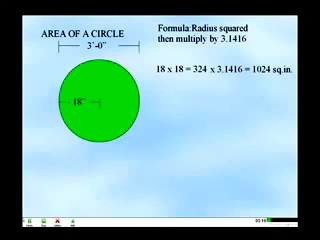 AREA OF A CIRCLE
3'-0"
18"
Formula:Radius squared
then multiply by 3.1416
18 x 18 = 324 x 3.1416 = 1024 sq.in.